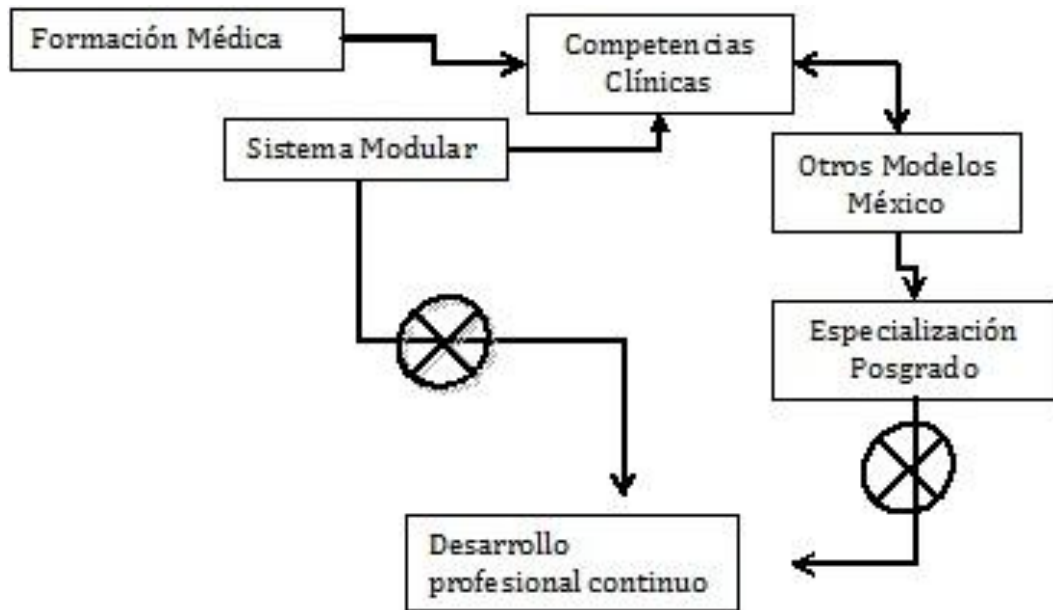 Formación Médica
Competencias
Clínicas
Sistema Modular
Otros Modelos
México
Especialización
Posgrado
Desarrollo
profesional continuo